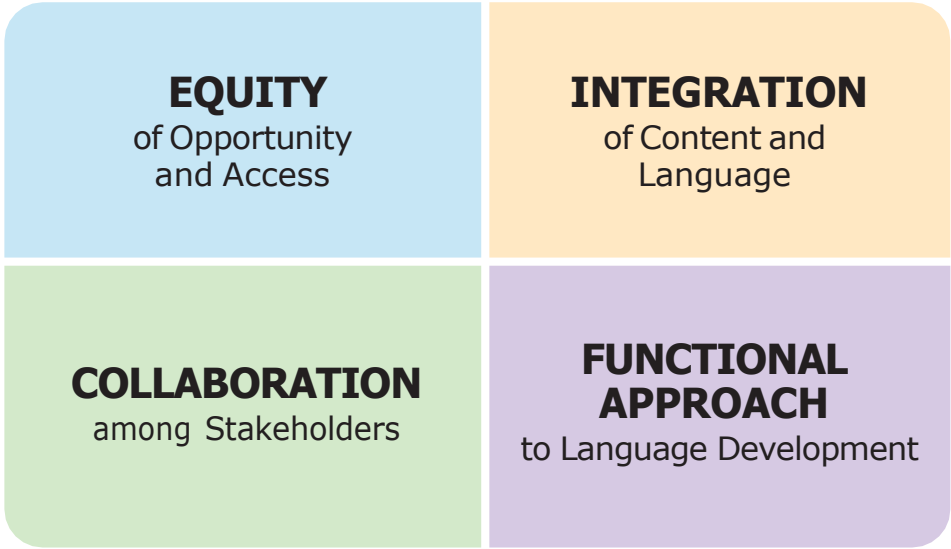 EQUITY
of Opportunity
and Access
INTEGRATION
of Content and
Language
COLLABORATION
among Stakeholders
FUNCTIONAL
APPROACH
to Language Development